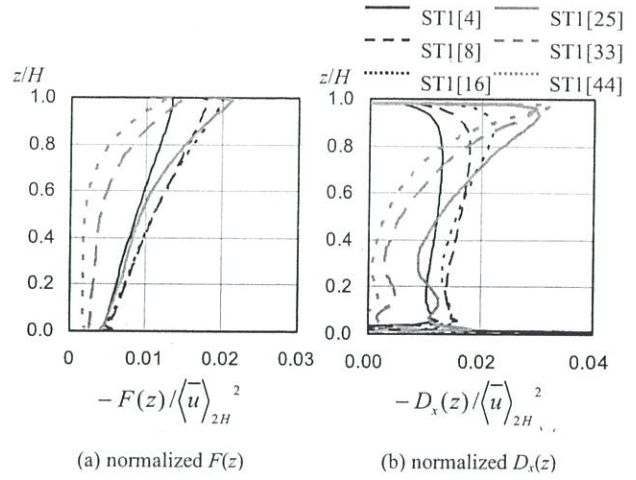 ST1[4] ST1[25]
ST1[8] ST1[33]
ST1[16] ST1[44]
z/H z/H
1.0 1.0
0.8 0.8
0.6 0.6
0.4 0.4
0.2 0.2
0.0 0.0
0 0.01 0.02 0.03 0.00 0.02 0.04
− F(z)/⟨u̅⟩₂H² − Dₓ(z)/⟨u̅⟩₂H²
(a) normalized F(z) (b) normalized Dₓ(z)